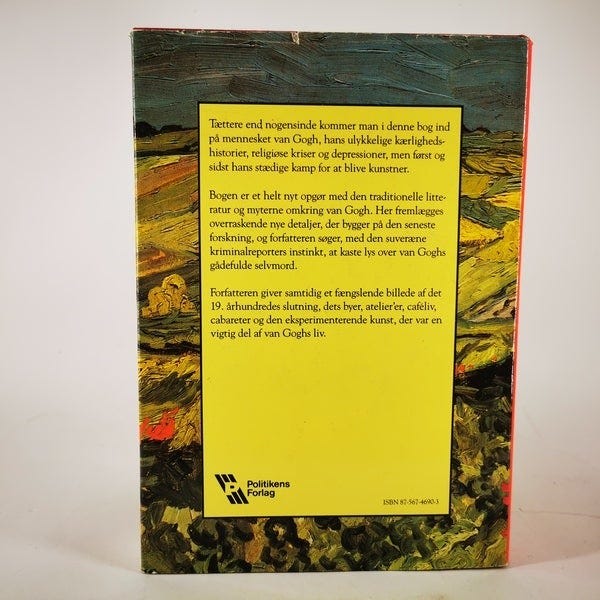 Tættere end nogensinde kommer man i denne bog ind
på mennesket van Gogh, hans ulykkelige kærligheds-
historier, religiøse kriser og depressioner, men først og
sidst hans stædige kamp for at blive kunstner.
Bogen er et helt nyt opgør med den traditionelle litte-
ratur og myterne omkring van Gogh. Her fremlægges
overraskende nye detaljer, der bygger på den seneste
forskning, og forfatteren søger, med den suveræne
kriminalreporters instinkt, at kaste lys over van Goghs
gådefulde selvmord.
Forfatteren giver samtidig et fængslende billede af det
19. århundredes slutning, dets byer, atelier'er, caféliv,
cabareter og den eksperimenterende kunst, der var en
vigtig del af van Goghs liv.
Politikens
Forlag
ISBN 87-567-4690-3